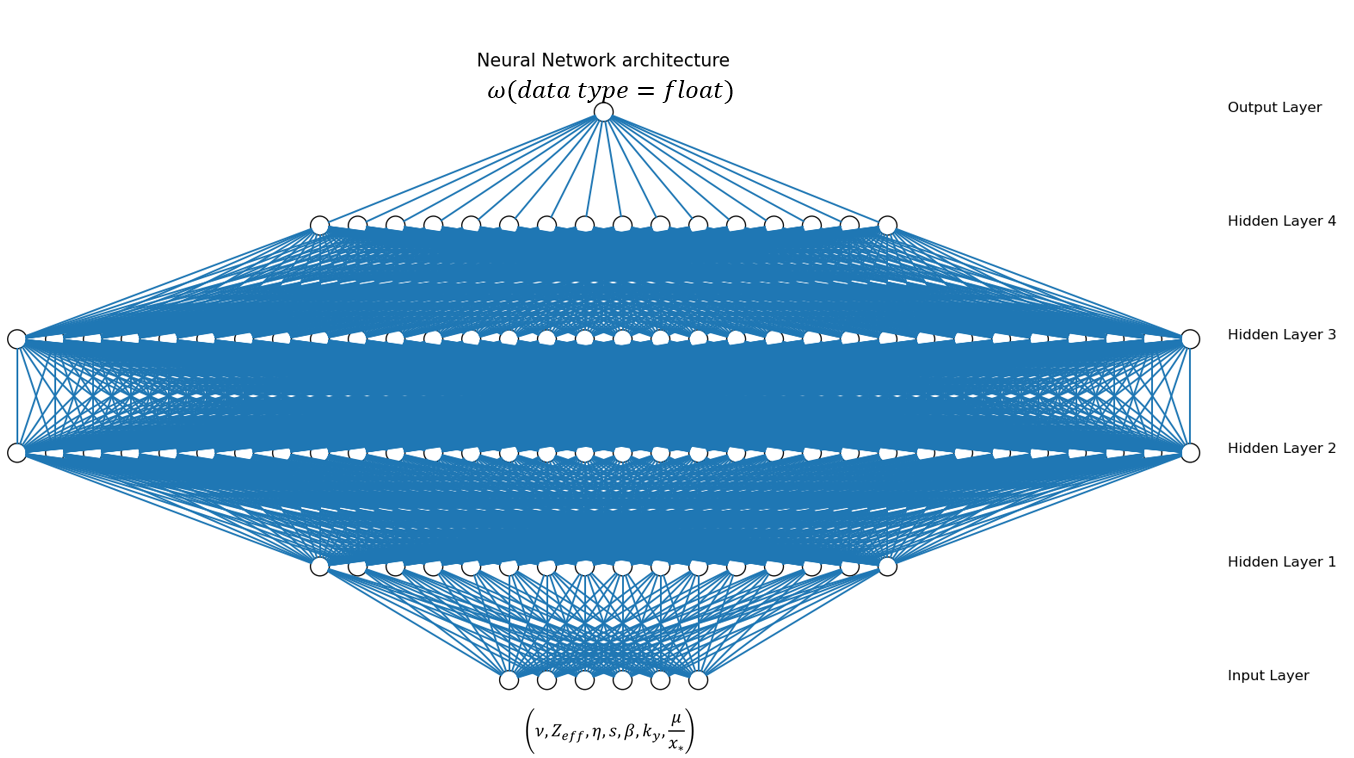 Neural Network architecture
ω(data type = float)
Output Layer
Hidden Layer 4
Hidden Layer 3
Hidden Layer 2
Hidden Layer 1
Input Layer
(ν, Z_eff, η, s, β, k_y, μ/x_*)